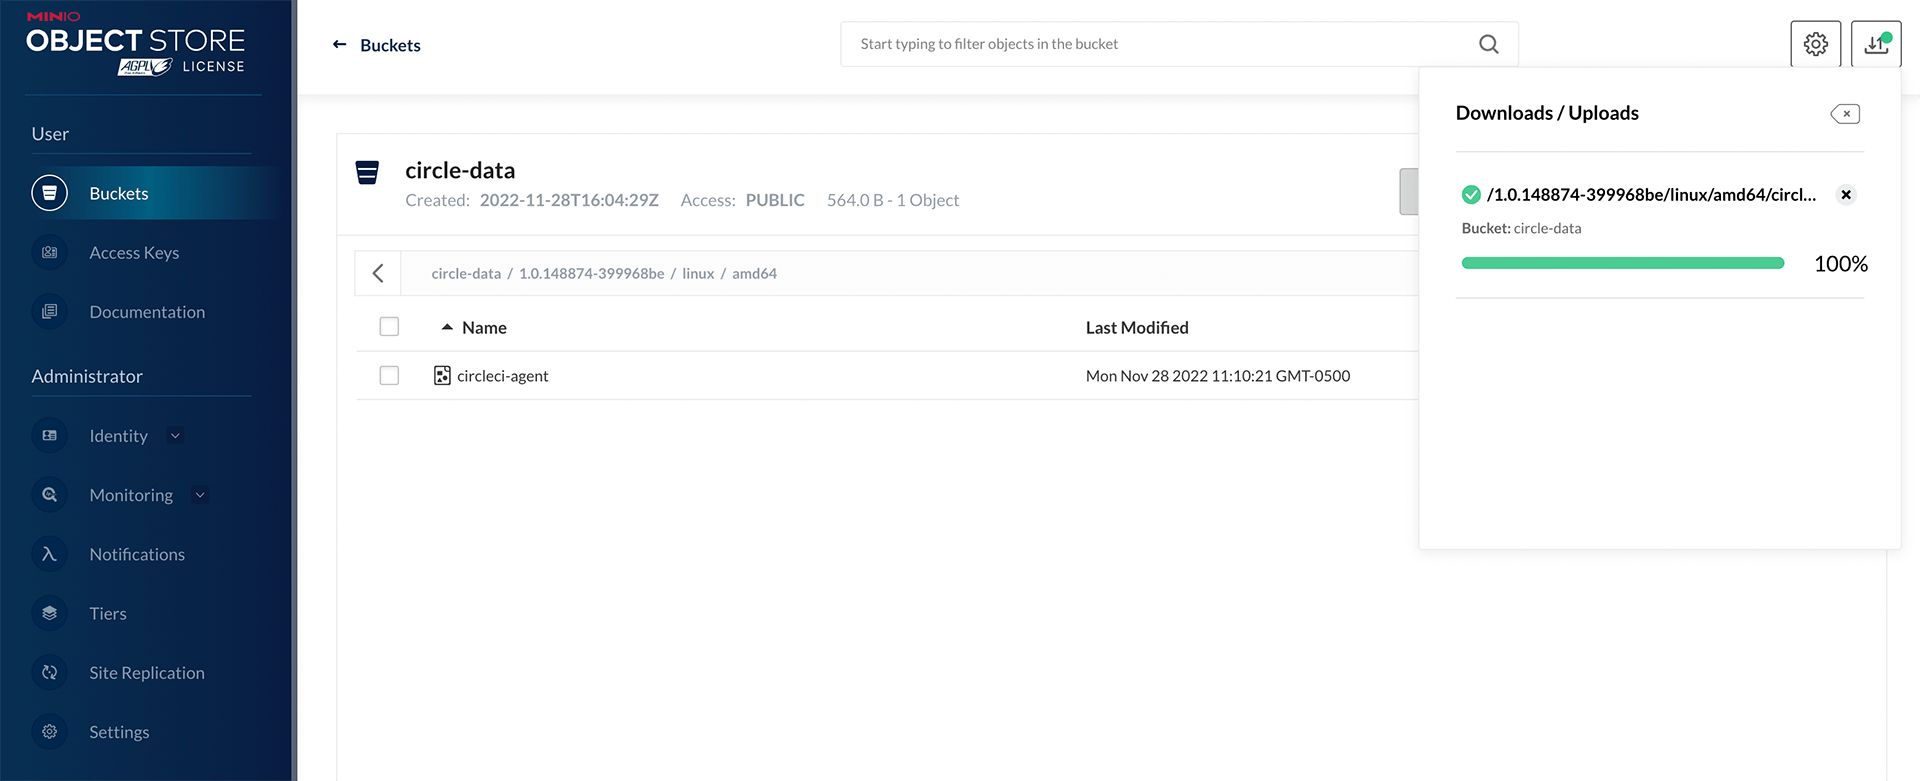 MINIO
OBJECT STORE
AGPLv3 LICENSE
User
Buckets
Access Keys
Documentation
Administrator
Identity
Monitoring
Notifications
Tiers
Site Replication
Settings
Buckets
Start typing to filter objects in the bucket
circle-data
Created: 2022-11-28T16:04:29Z Access: PUBLIC 564.0 B - 1 Object
circle-data / 1.0.148874-399968be / linux / amd64
Name Last Modified
circleci-agent Mon Nov 28 2022 11:10:21 GMT-0500
Downloads / Uploads
/1.0.148874-399968be/linux/amd64/circl...
Bucket: circle-data
100%